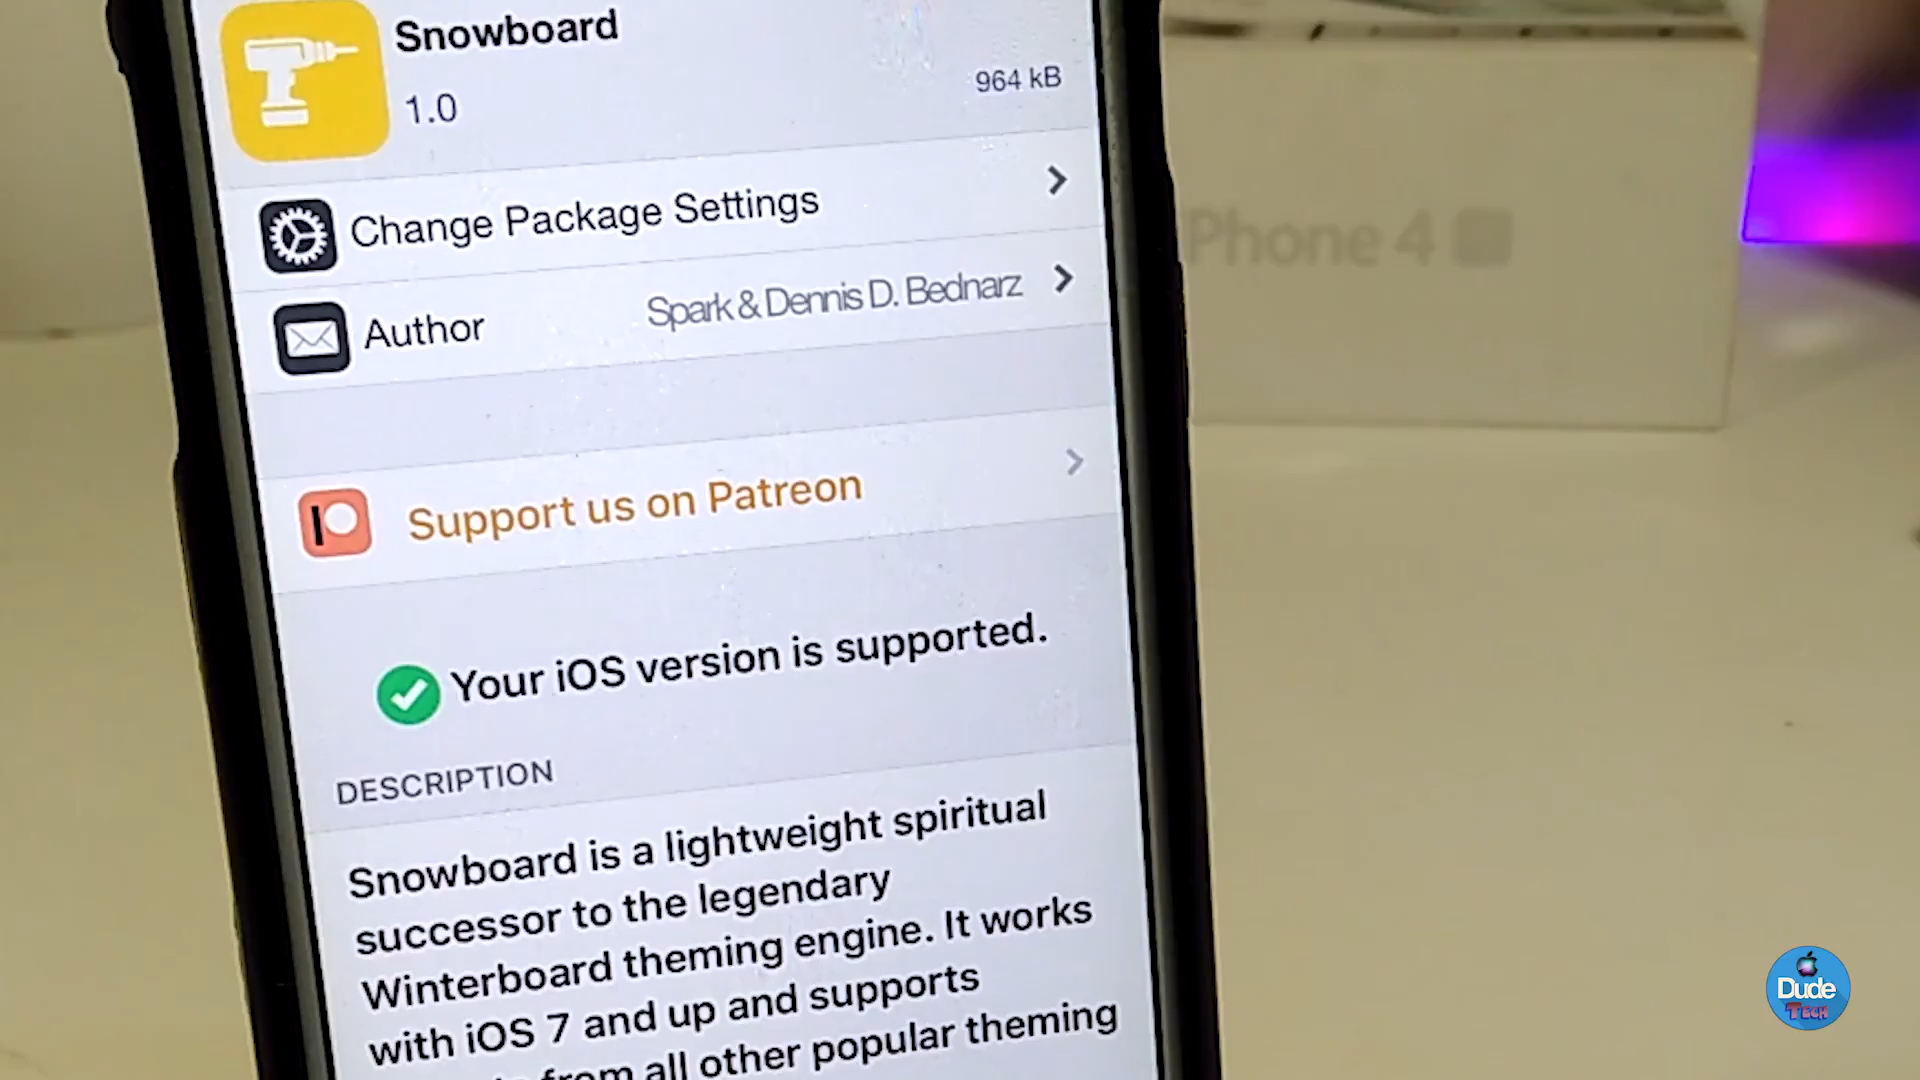 Snowboard
1.0
964 kB
Change Package Settings
Author
Spark & Dennis D. Bednarz
Support us on Patreon
Your iOS version is supported.
DESCRIPTION
Snowboard is a lightweight spiritual
successor to the legendary
Winterboard theming engine. It works
with iOS 7 and up and supports
from all other popular theming
Phone 4 S
Dude
TECH